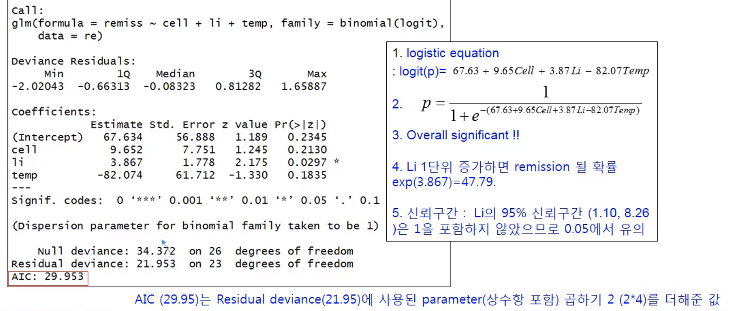 Call:
glm(formula = remiss ~ cell + li + temp, family = binomial(logit),
    data = re)
Deviance Residuals:
     Min       1Q   Median       3Q      Max
-2.02043 -0.66313 -0.08323  0.81282  1.65887
Coefficients:
            Estimate Std. Error z value Pr(>|z|)
(Intercept)   67.634     56.888   1.189   0.2345
cell           9.652      7.751   1.245   0.2130
li             3.867      1.778   2.175   0.0297 *
temp         -82.074     61.712  -1.330   0.1835
---
Signif. codes:  0 '***' 0.001 '**' 0.01 '*' 0.05 '.' 0.1
(Dispersion parameter for binomial family taken to be 1)
    Null deviance: 34.372  on 26  degrees of freedom
Residual deviance: 21.953  on 23  degrees of freedom
AIC: 29.953
1. logistic equation
: logit(p)= 67.63 + 9.65Cell + 3.87Li − 82.07Temp
2. p = 1 / 1+e^−(67.63+9.65Cell+3.87Li−82.07Temp)
3. Overall significant !!
4. Li 1단위 증가하면 remission 될 확률
exp(3.867)=47.79.
5. 신뢰구간 : Li의 95% 신뢰구간 (1.10, 8.26
)은 1을 포함하지 않았으므로 0.05에서 유의
AIC (29.95)는 Residual deviance(21.95)에 사용된 parameter(상수항 포함) 곱하기 2 (2*4)를 더해준 값